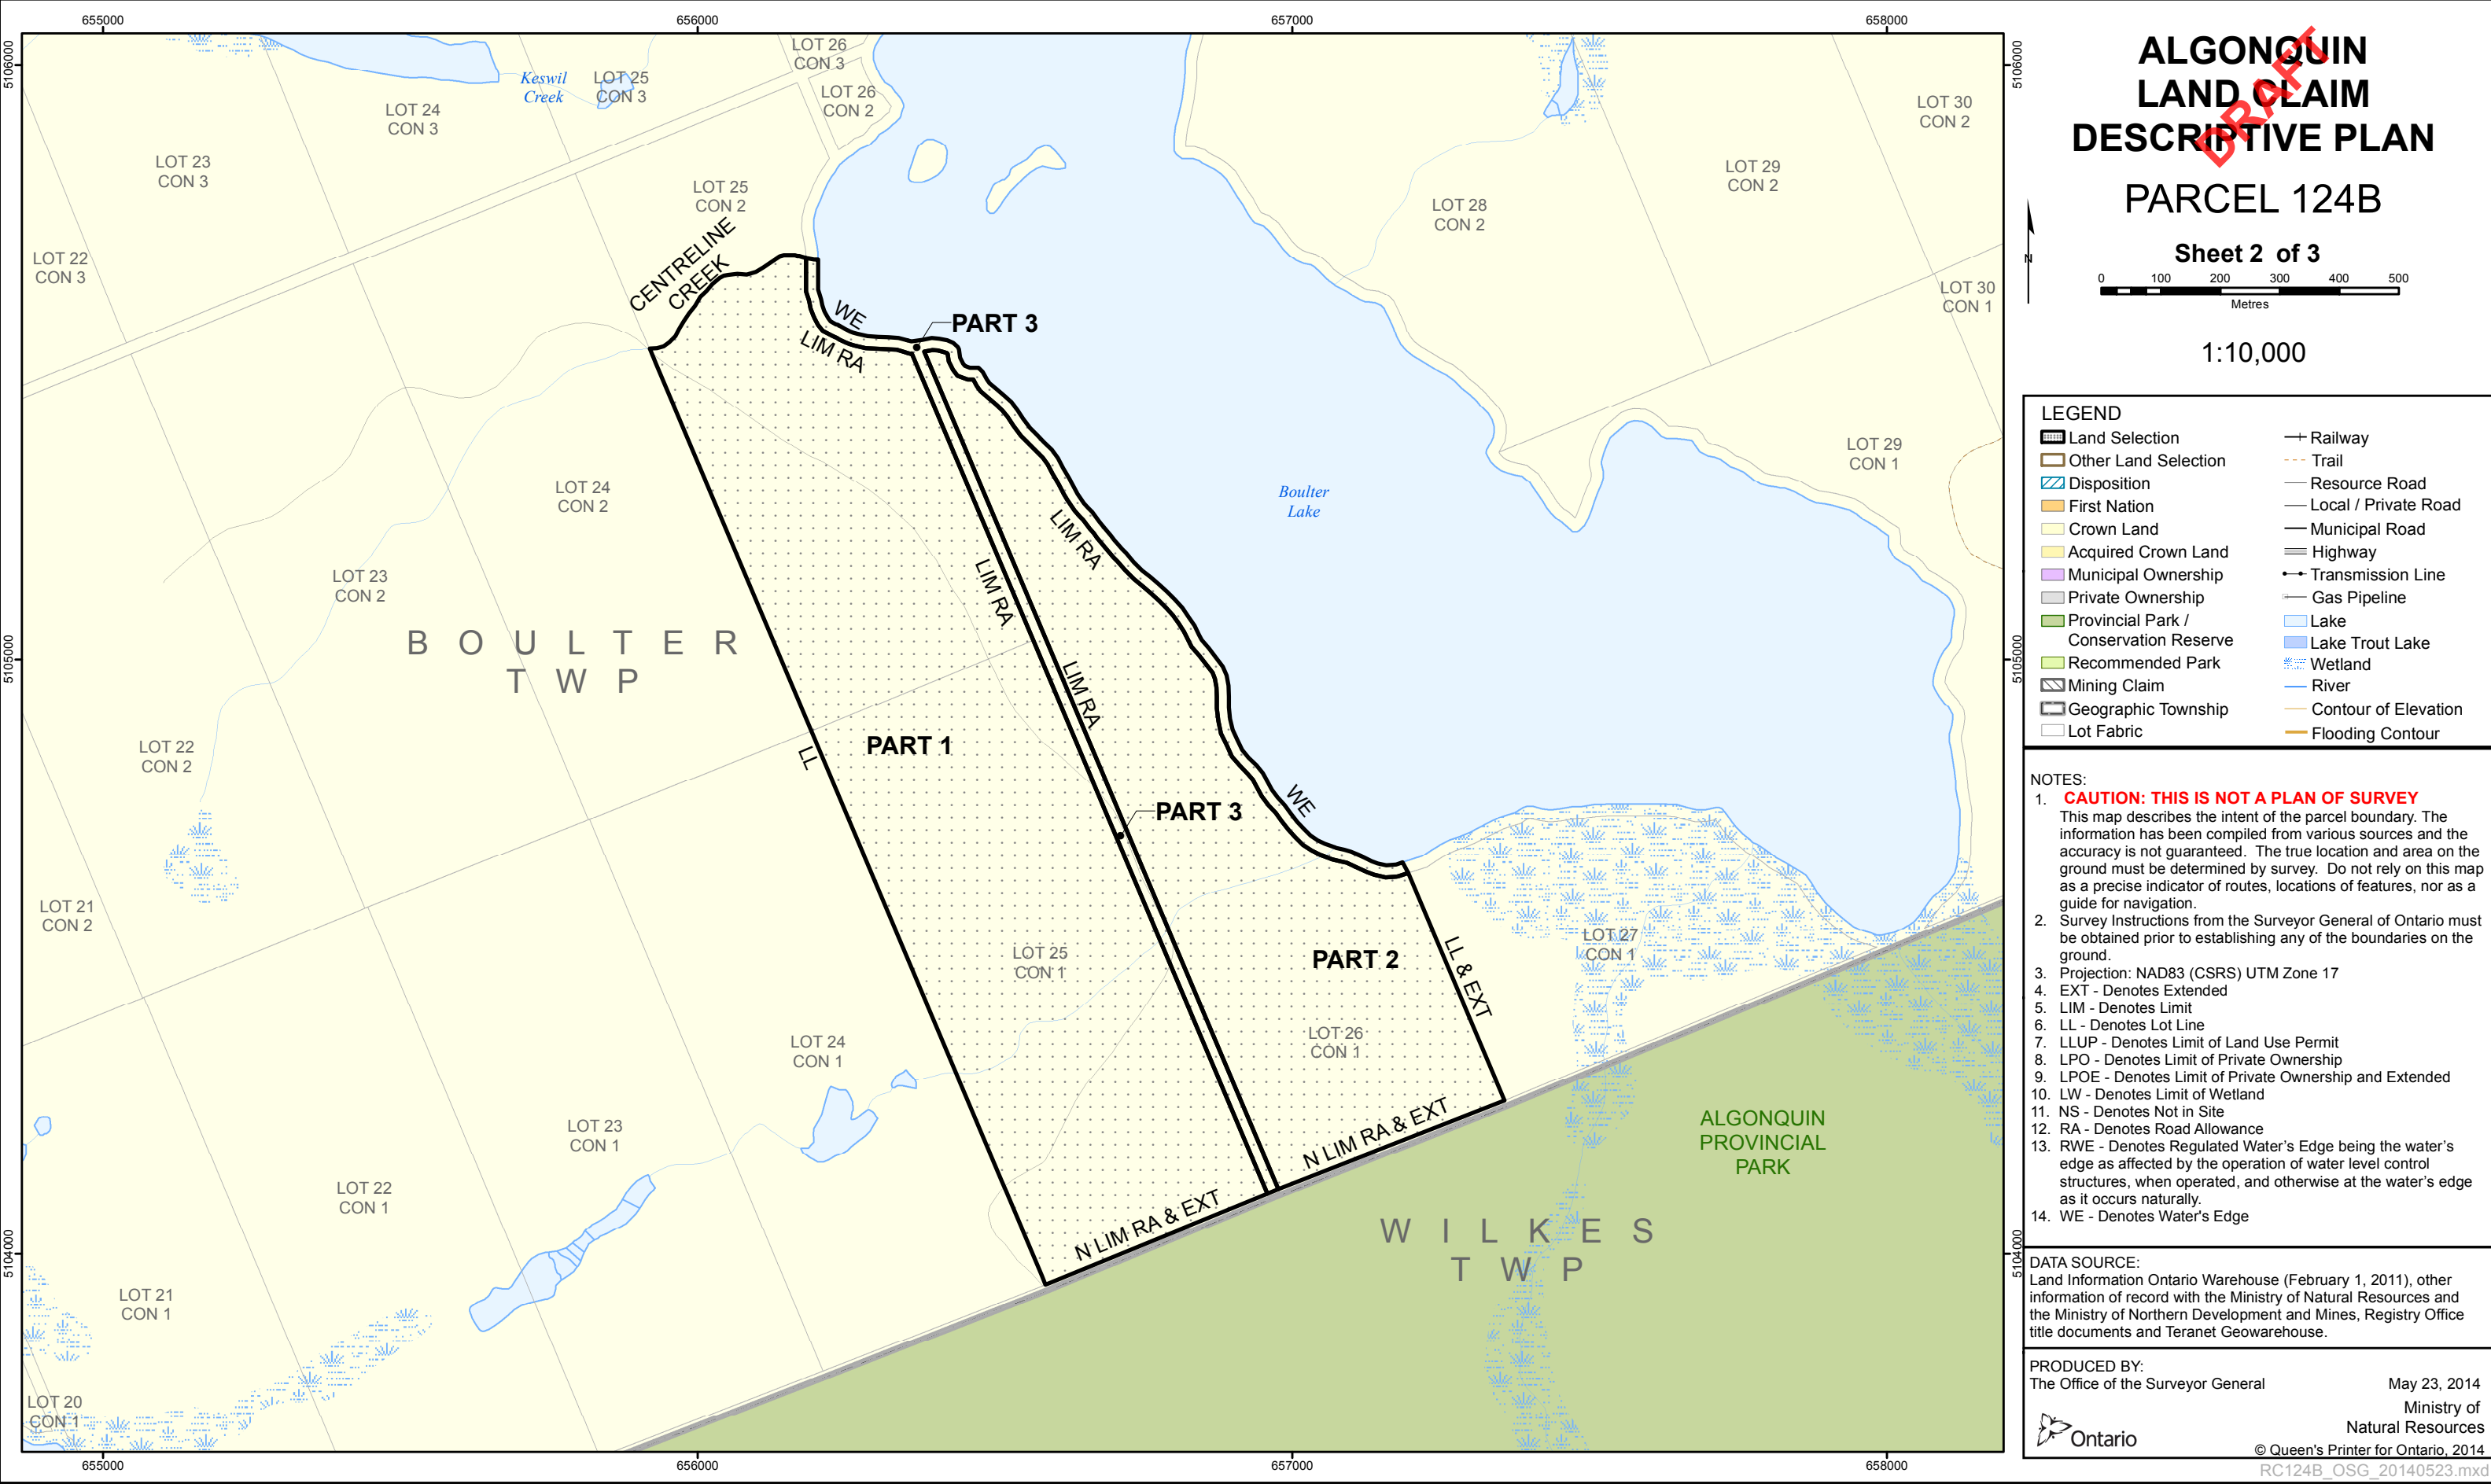 655000
656000
657000
658000
5106000
5105000
5104000
5106000
5105000
5104000
655000
656000
657000
658000
LOT 26
CON 3
Keswil
Creek
LOT 25
CON 3
LOT 26
CON 2
LOT 24
CON 3
LOT 23
CON 3
LOT 22
CON 3
LOT 25
CON 2
LOT 30
CON 2
LOT 29
CON 2
LOT 28
CON 2
LOT 30
CON 1
LOT 29
CON 1
CENTRELINE
CREEK
WE
LIM RA
PART 3
LIM RA
LIM RA
LIM RA
Boulter
Lake
LOT 24
CON 2
LOT 23
CON 2
BOULTER
TWP
LOT 22
CON 2
LL
PART 1
PART 3
WE
LOT 21
CON 2
LOT 25
CON 1
PART 2
LL & EXT
LOT 27
CON 1
LOT 26
CON 1
LOT 24
CON 1
LOT 23
CON 1
N LIM RA & EXT
ALGONQUIN
PROVINCIAL
PARK
LOT 22
CON 1
N LIM RA & EXT
WILKES
TWP
LOT 21
CON 1
LOT 20
CON 1
ALGONQUIN
LAND CLAIM
DESCRIPTIVE PLAN
DRAFT
PARCEL 124B
Sheet 2 of 3
N
0 100 200 300 400 500
Metres
1:10,000
LEGEND
Land Selection
Other Land Selection
Disposition
First Nation
Crown Land
Acquired Crown Land
Municipal Ownership
Private Ownership
Provincial Park /
Conservation Reserve
Recommended Park
Mining Claim
Geographic Township
Lot Fabric
Railway
Trail
Resource Road
Local / Private Road
Municipal Road
Highway
Transmission Line
Gas Pipeline
Lake
Lake Trout Lake
Wetland
River
Contour of Elevation
Flooding Contour
NOTES:
1. CAUTION: THIS IS NOT A PLAN OF SURVEY
This map describes the intent of the parcel boundary. The
information has been compiled from various sources and the
accuracy is not guaranteed. The true location and area on the
ground must be determined by survey. Do not rely on this map
as a precise indicator of routes, locations of features, nor as a
guide for navigation.
2. Survey Instructions from the Surveyor General of Ontario must
be obtained prior to establishing any of the boundaries on the
ground.
3. Projection: NAD83 (CSRS) UTM Zone 17
4. EXT - Denotes Extended
5. LIM - Denotes Limit
6. LL - Denotes Lot Line
7. LLUP - Denotes Limit of Land Use Permit
8. LPO - Denotes Limit of Private Ownership
9. LPOE - Denotes Limit of Private Ownership and Extended
10. LW - Denotes Limit of Wetland
11. NS - Denotes Not in Site
12. RA - Denotes Road Allowance
13. RWE - Denotes Regulated Water's Edge being the water's
edge as affected by the operation of water level control
structures, when operated, and otherwise at the water's edge
as it occurs naturally.
14. WE - Denotes Water's Edge
DATA SOURCE:
Land Information Ontario Warehouse (February 1, 2011), other
information of record with the Ministry of Natural Resources and
the Ministry of Northern Development and Mines, Registry Office
title documents and Teranet Geowarehouse.
PRODUCED BY:
The Office of the Surveyor General
May 23, 2014
Ministry of
Natural Resources
Ontario
© Queen's Printer for Ontario, 2014
RC124B_OSG_20140523.mxd